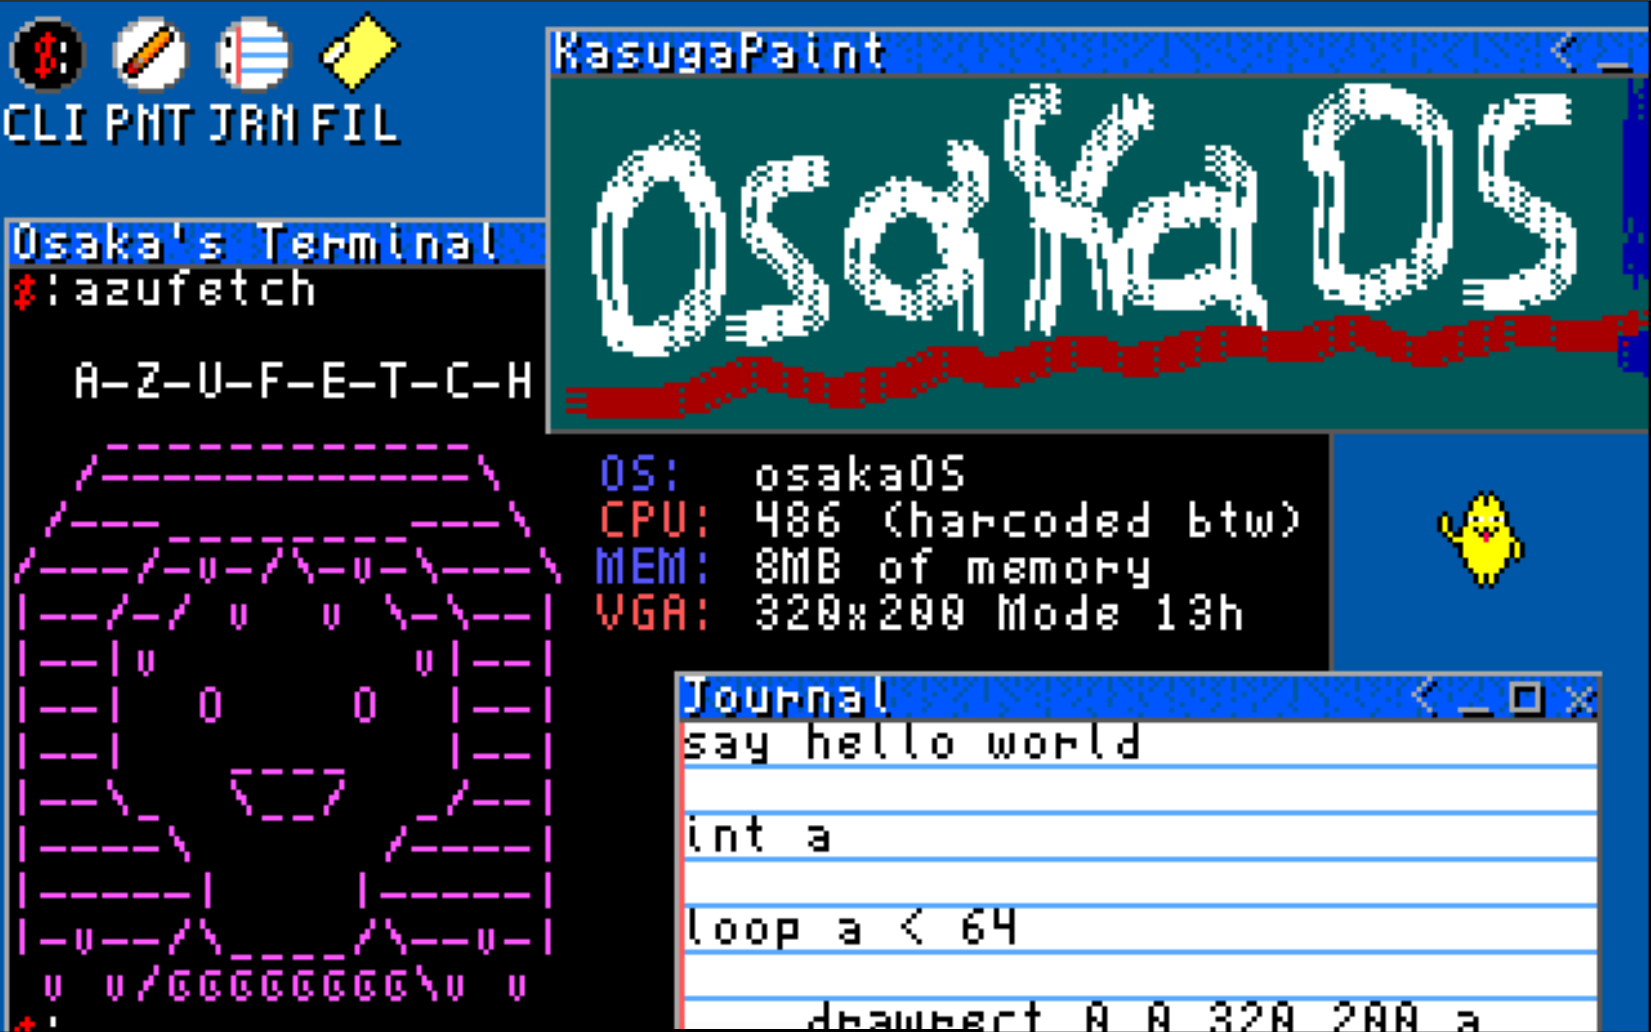 CLI PNT JRN FIL
KasugaPaint
OsakaOS
Osaka's Terminal
$:azufetch
A-Z-U-F-E-T-C-H
OS: osakaOS
CPU: 486 (harcoded btw)
MEM: 8MB of memory
VGA: 320x200 Mode 13h
$:
Journal
say hello world
int a
loop a < 64
drawrect 0 0 320 200 a